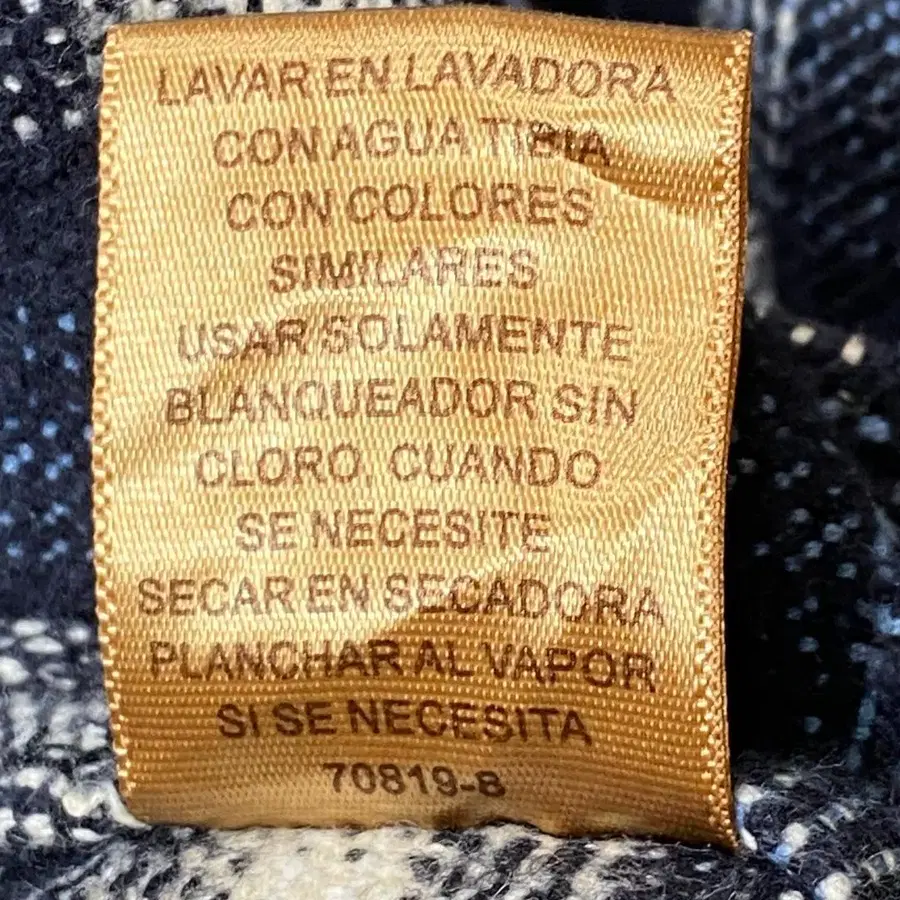 LAVAR EN LAVADORA
CON AGUA TIBIA
CON COLORES
SIMILARES
USAR SOLAMENTE
BLANQUEADOR SIN
CLORO, CUANDO
SE NECESITE
SECAR EN SECADORA
PLANCHAR AL VAPOR
SI SE NECESITA
70819-8